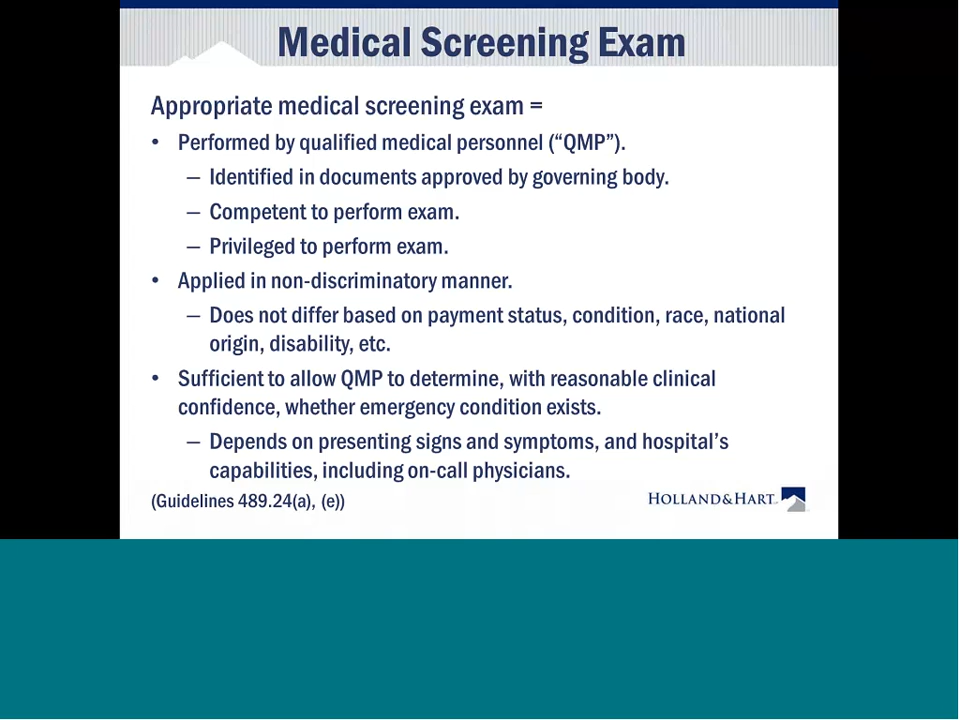 Medical Screening Exam
Appropriate medical screening exam =
• Performed by qualified medical personnel (“QMP”).
– Identified in documents approved by governing body.
– Competent to perform exam.
– Privileged to perform exam.
• Applied in non-discriminatory manner.
– Does not differ based on payment status, condition, race, national
origin, disability, etc.
• Sufficient to allow QMP to determine, with reasonable clinical
confidence, whether emergency condition exists.
– Depends on presenting signs and symptoms, and hospital’s
capabilities, including on-call physicians.
(Guidelines 489.24(a), (e))
HOLLAND&HART